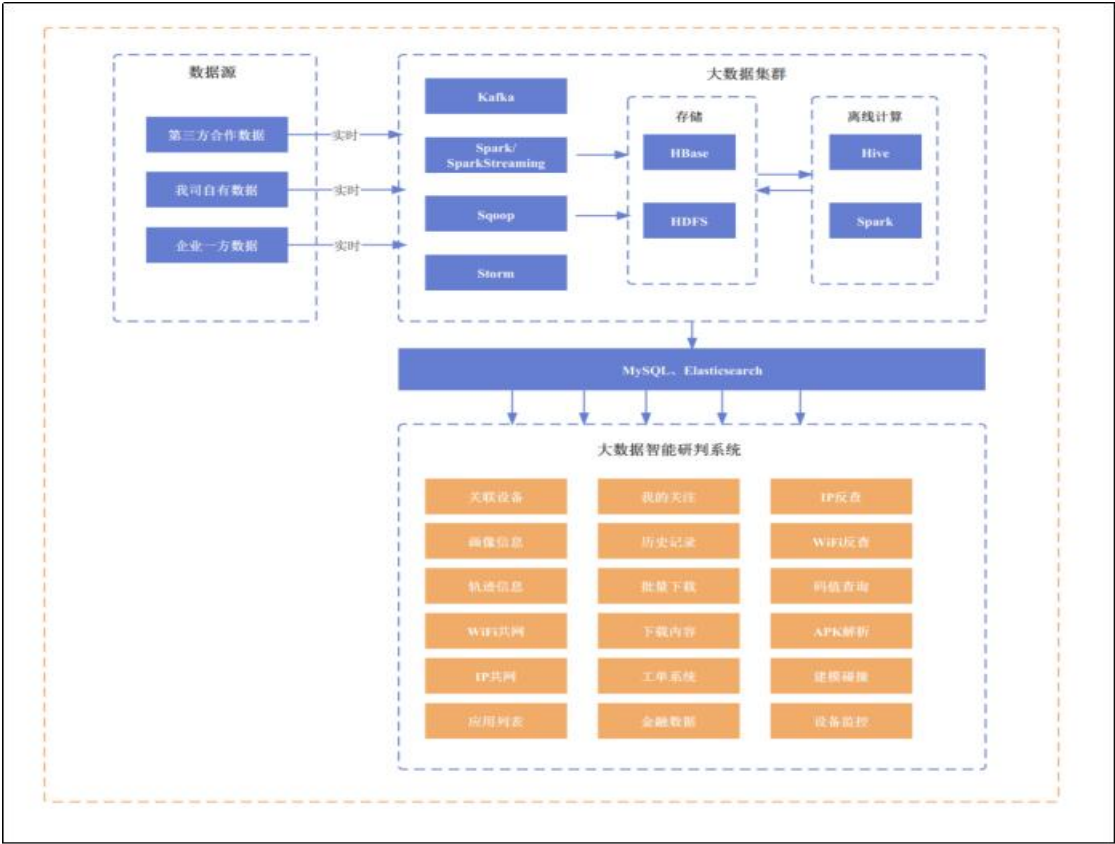 数据源
第三方合作数据
我司自有数据
企业一方数据
实时
实时
实时
大数据集群
Kafka
Spark/
SparkStreaming
Sqoop
Storm
存储
HBase
HDFS
离线计算
Hive
Spark
MySQL、Elasticsearch
大数据智能研判系统
关联设备
我的关注
IP反查
画像信息
历史记录
WiFi反查
轨迹信息
批量下载
码值查询
WiFi共网
下载内容
APK解析
IP共网
工单系统
建模碰撞
应用列表
金融数据
设备监控